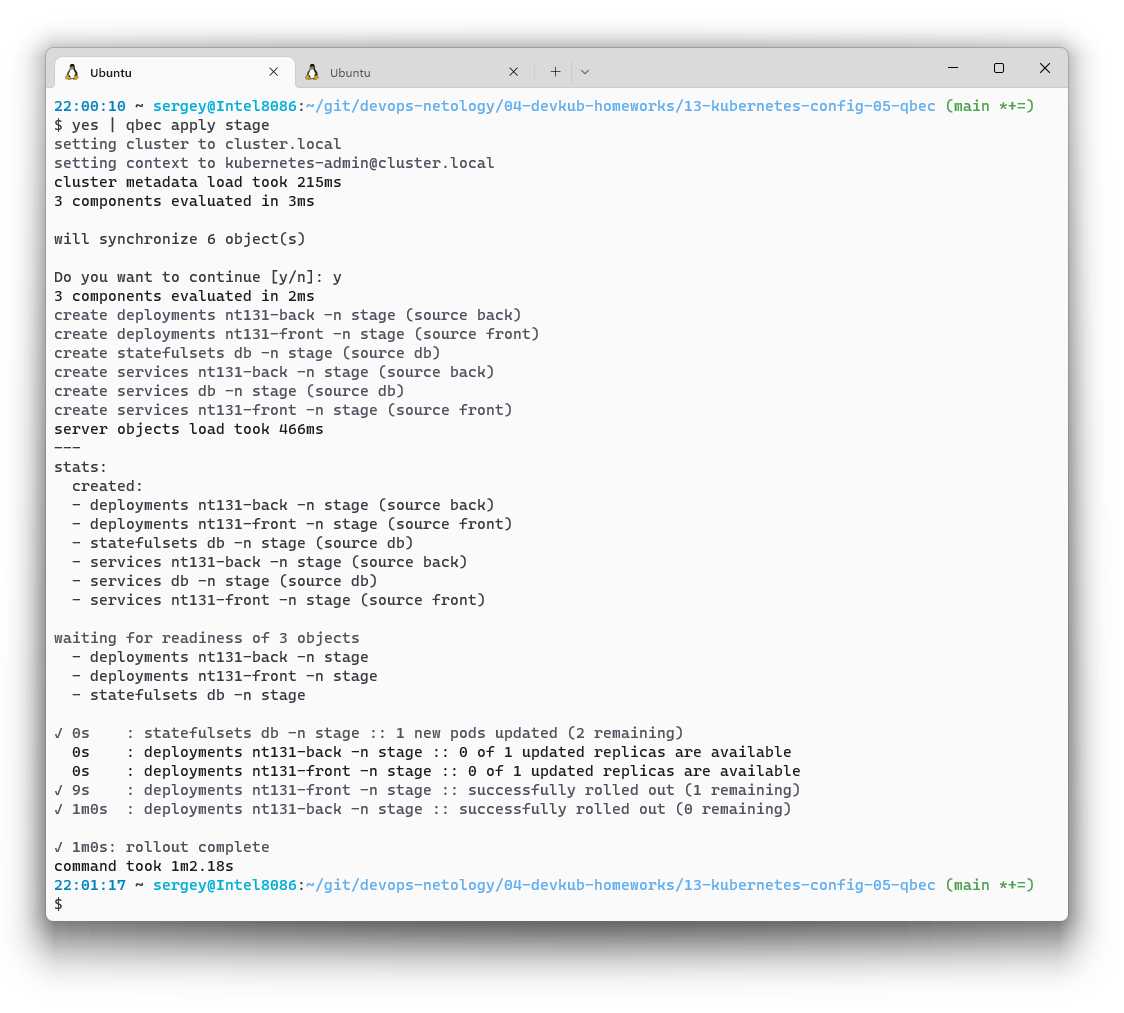 Ubuntu
Ubuntu
22:00:10 ~ sergey@Intel8086:~/git/devops-netology/04-devkub-homeworks/13-kubernetes-config-05-qbec (main *+=)
$ yes | qbec apply stage
setting cluster to cluster.local
setting context to kubernetes-admin@cluster.local
cluster metadata load took 215ms
3 components evaluated in 3ms

will synchronize 6 object(s)

Do you want to continue [y/n]: y
3 components evaluated in 2ms
create deployments nt131-back -n stage (source back)
create deployments nt131-front -n stage (source front)
create statefulsets db -n stage (source db)
create services nt131-back -n stage (source back)
create services db -n stage (source db)
create services nt131-front -n stage (source front)
server objects load took 466ms
---
stats:
  created:
  - deployments nt131-back -n stage (source back)
  - deployments nt131-front -n stage (source front)
  - statefulsets db -n stage (source db)
  - services nt131-back -n stage (source back)
  - services db -n stage (source db)
  - services nt131-front -n stage (source front)

waiting for readiness of 3 objects
  - deployments nt131-back -n stage
  - deployments nt131-front -n stage
  - statefulsets db -n stage

✓ 0s    : statefulsets db -n stage :: 1 new pods updated (2 remaining)
  0s    : deployments nt131-back -n stage :: 0 of 1 updated replicas are available
  0s    : deployments nt131-front -n stage :: 0 of 1 updated replicas are available
✓ 9s    : deployments nt131-front -n stage :: successfully rolled out (1 remaining)
✓ 1m0s  : deployments nt131-back -n stage :: successfully rolled out (0 remaining)

✓ 1m0s: rollout complete
command took 1m2.18s
22:01:17 ~ sergey@Intel8086:~/git/devops-netology/04-devkub-homeworks/13-kubernetes-config-05-qbec (main *+=)
$